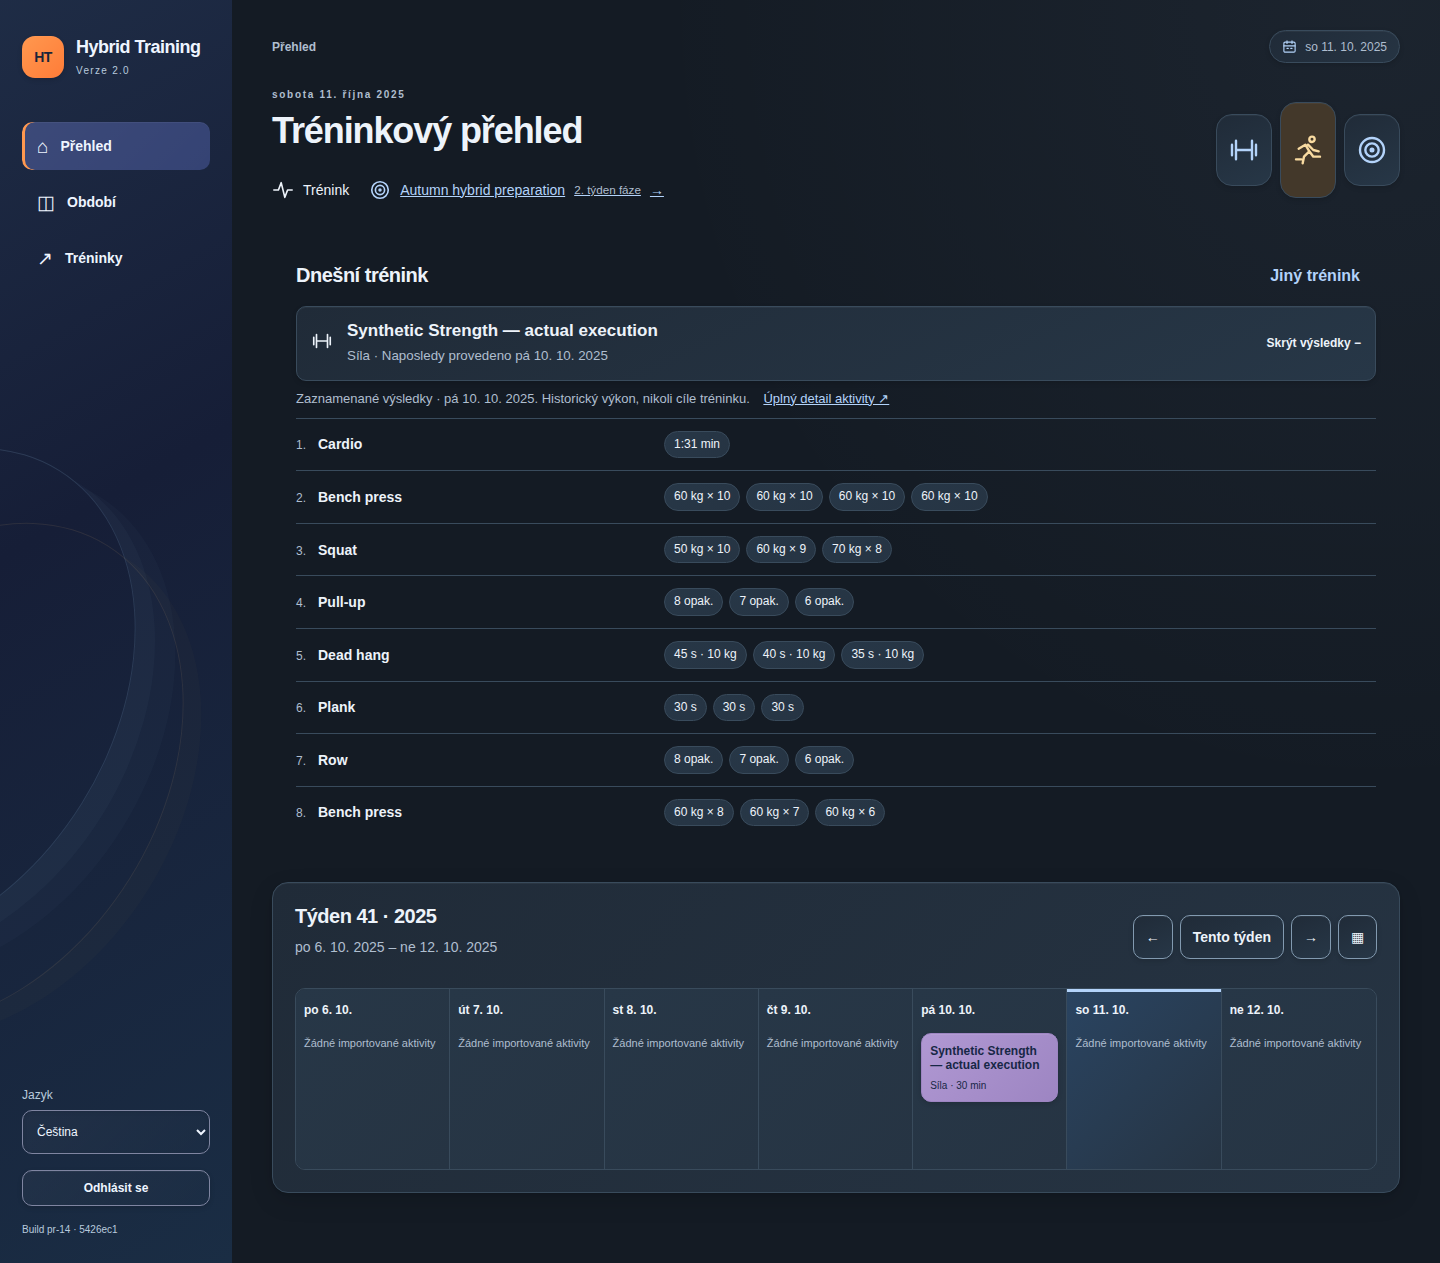 HT
Hybrid Training
Verze 2.0
Přehled
Období
Tréninky
Jazyk
Čeština
Odhlásit se
Build pr-14 · 5426ec1
Přehled
so 11. 10. 2025
sobota 11. října 2025
Tréninkový přehled
Trénink
Autumn hybrid preparation 2. týden fáze →
Dnešní trénink
Jiný trénink
Synthetic Strength — actual execution
Síla · Naposledy provedeno pá 10. 10. 2025
Skrýt výsledky −
Zaznamenané výsledky · pá 10. 10. 2025. Historický výkon, nikoli cíle tréninku. Úplný detail aktivity ↗
1. Cardio 1:31 min
2. Bench press 60 kg × 10 60 kg × 10 60 kg × 10 60 kg × 10
3. Squat 50 kg × 10 60 kg × 9 70 kg × 8
4. Pull-up 8 opak. 7 opak. 6 opak.
5. Dead hang 45 s · 10 kg 40 s · 10 kg 35 s · 10 kg
6. Plank 30 s 30 s 30 s
7. Row 8 opak. 7 opak. 6 opak.
8. Bench press 60 kg × 8 60 kg × 7 60 kg × 6
Týden 41 · 2025
po 6. 10. 2025 – ne 12. 10. 2025
← Tento týden →
po 6. 10.
Žádné importované aktivity
út 7. 10.
Žádné importované aktivity
st 8. 10.
Žádné importované aktivity
čt 9. 10.
Žádné importované aktivity
pá 10. 10.
Synthetic Strength
— actual execution
Síla · 30 min
so 11. 10.
Žádné importované aktivity
ne 12. 10.
Žádné importované aktivity